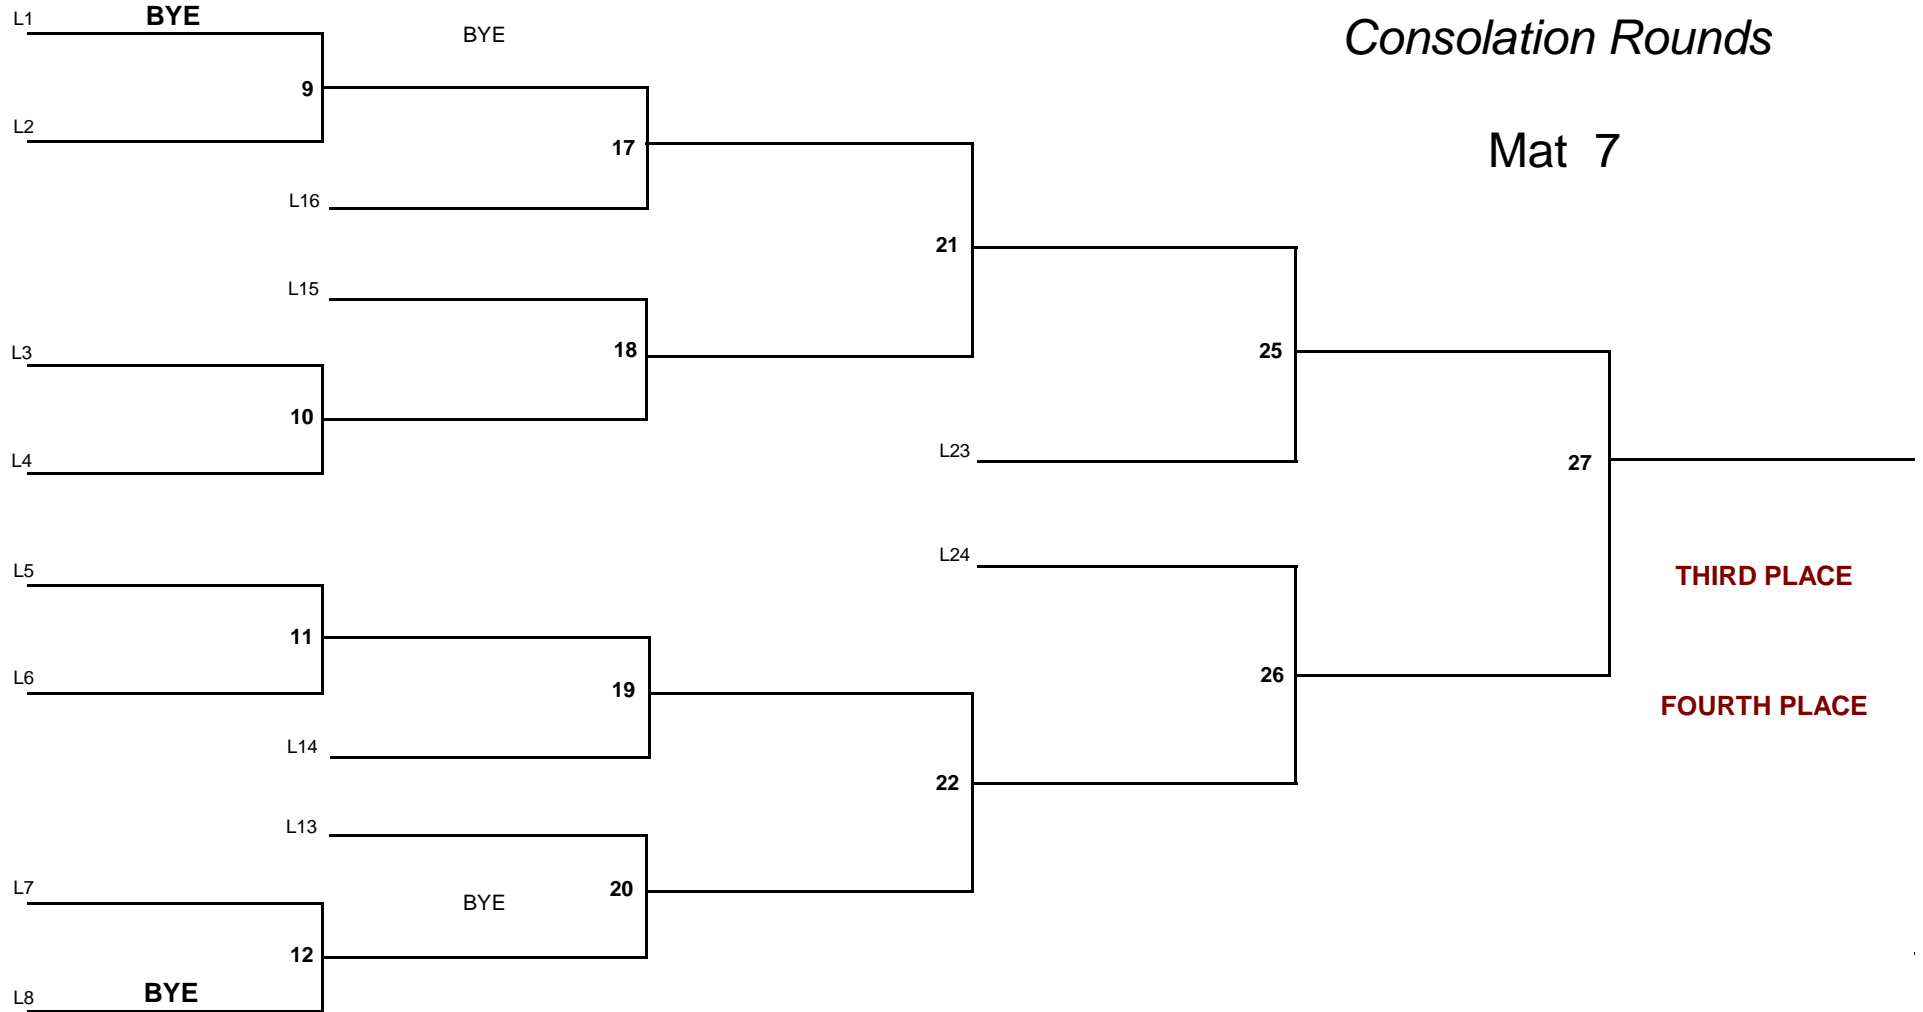 L1 BYE
BYE
Consolation Rounds
9
L2
17
Mat 7
L16
21
L15
L3
18
25
10
L4
L23
27
L24
L5
THIRD PLACE
11
L6
19
26
FOURTH PLACE
L14
22
L13
L7
20
BYE
12
L8 BYE